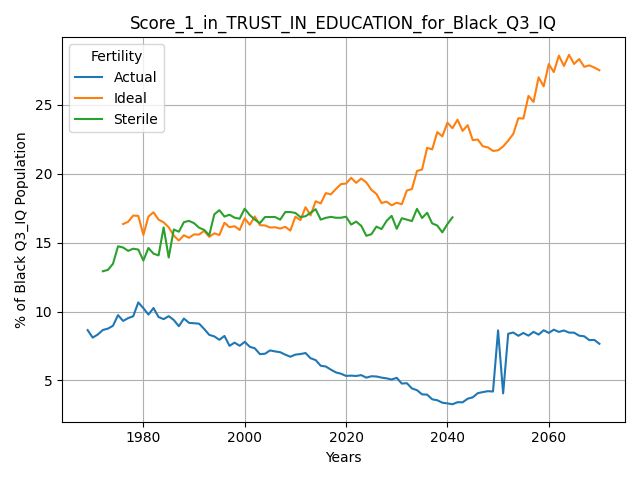 Score_1_in_TRUST_IN_EDUCATION_for_Black_Q3_IQ
Fertility
Actual
Ideal
Sterile
% of Black Q3_IQ Population
25
20
15
10
5
1980
2000
2020
2040
2060
Years